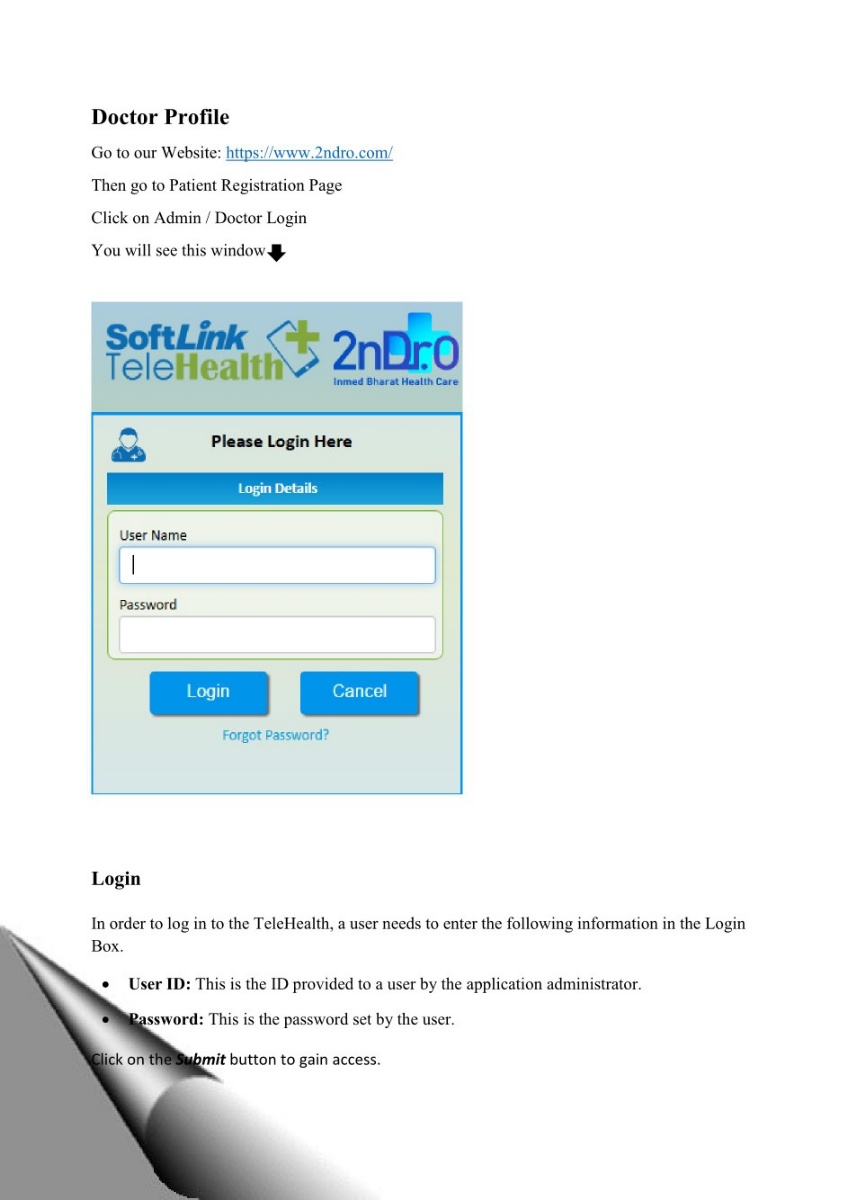 Doctor Profile
Go to our Website: https://www.2ndro.com/
Then go to Patient Registration Page
Click on Admin / Doctor Login
You will see this window
SoftLink
TeleHealth
2nDr.O
Inmed Bharat Health Care
Please Login Here
Login Details
User Name
Password
Login Cancel
Forgot Password?
Login
In order to log in to the TeleHealth, a user needs to enter the following information in the Login
Box.
• User ID: This is the ID provided to a user by the application administrator.
• Password: This is the password set by the user.
Click on the Submit button to gain access.